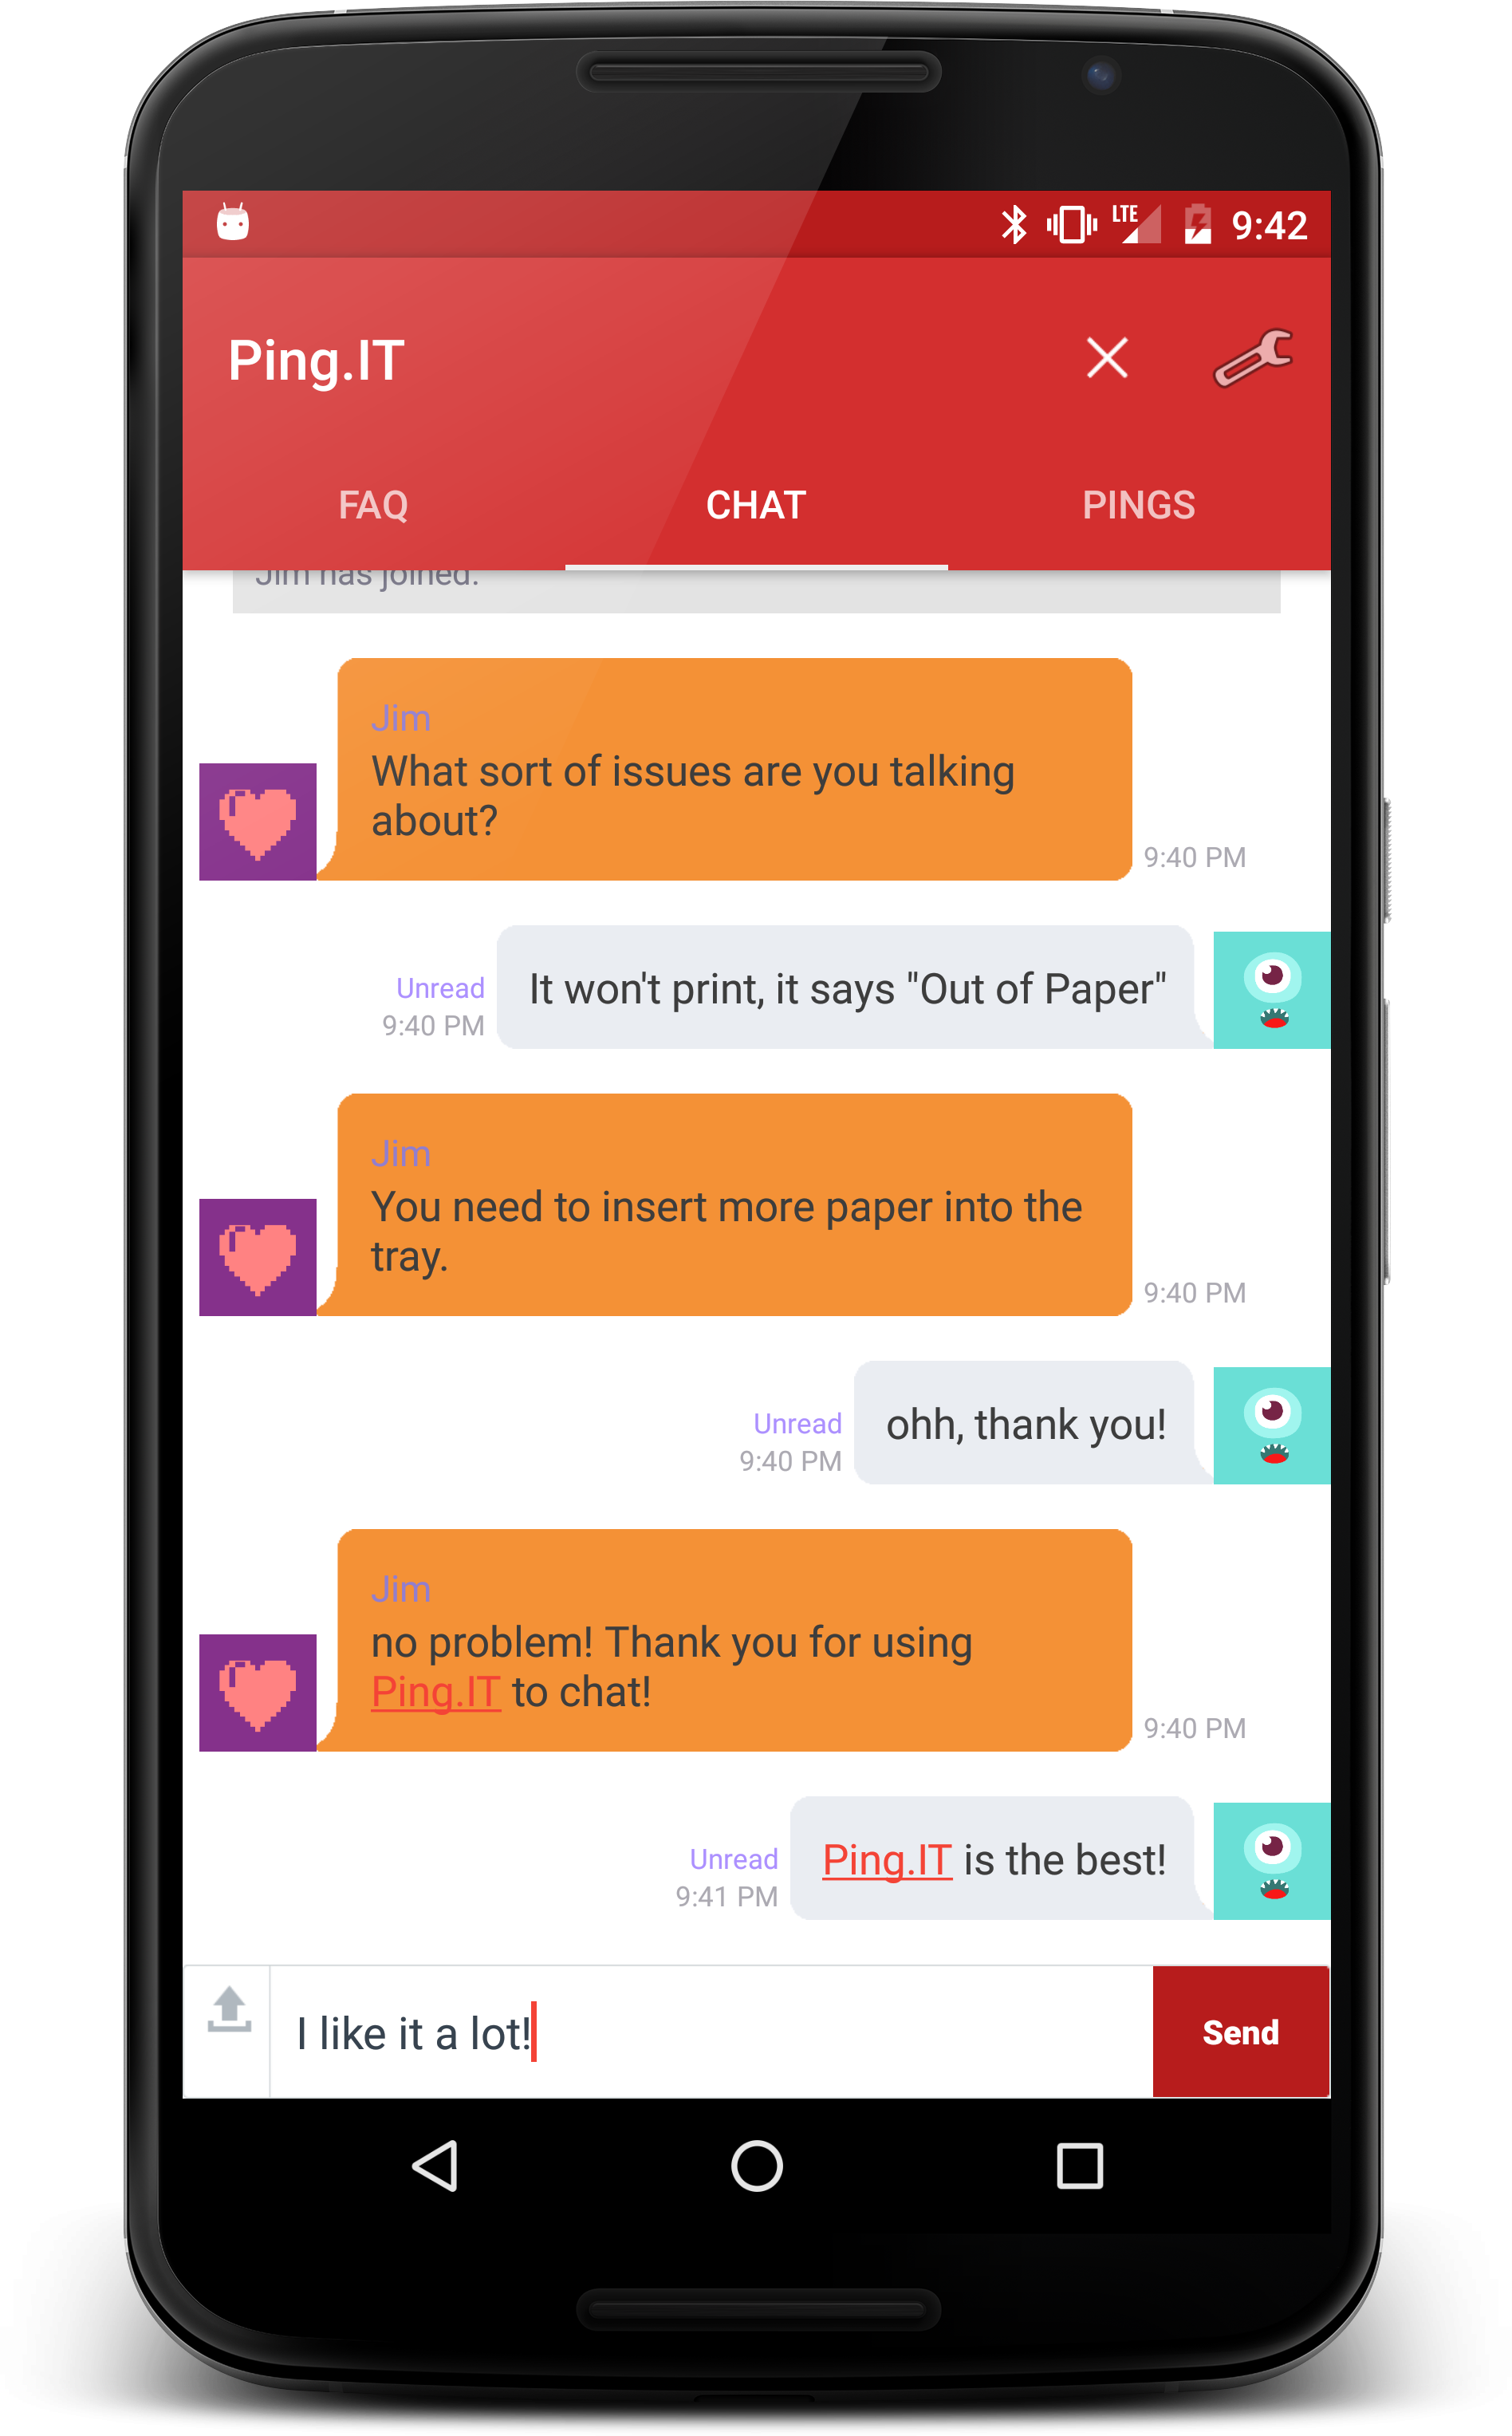 LTE 9:42
Ping.IT
FAQ CHAT PINGS
Jim has joined.
Jim
What sort of issues are you talking
about?
9:40 PM
Unread
It won't print, it says "Out of Paper"
9:40 PM
Jim
You need to insert more paper into the
tray.
9:40 PM
Unread
ohh, thank you!
9:40 PM
Jim
no problem! Thank you for using
Ping.IT to chat!
9:40 PM
Unread
Ping.IT is the best!
9:41 PM
I like it a lot!
Send